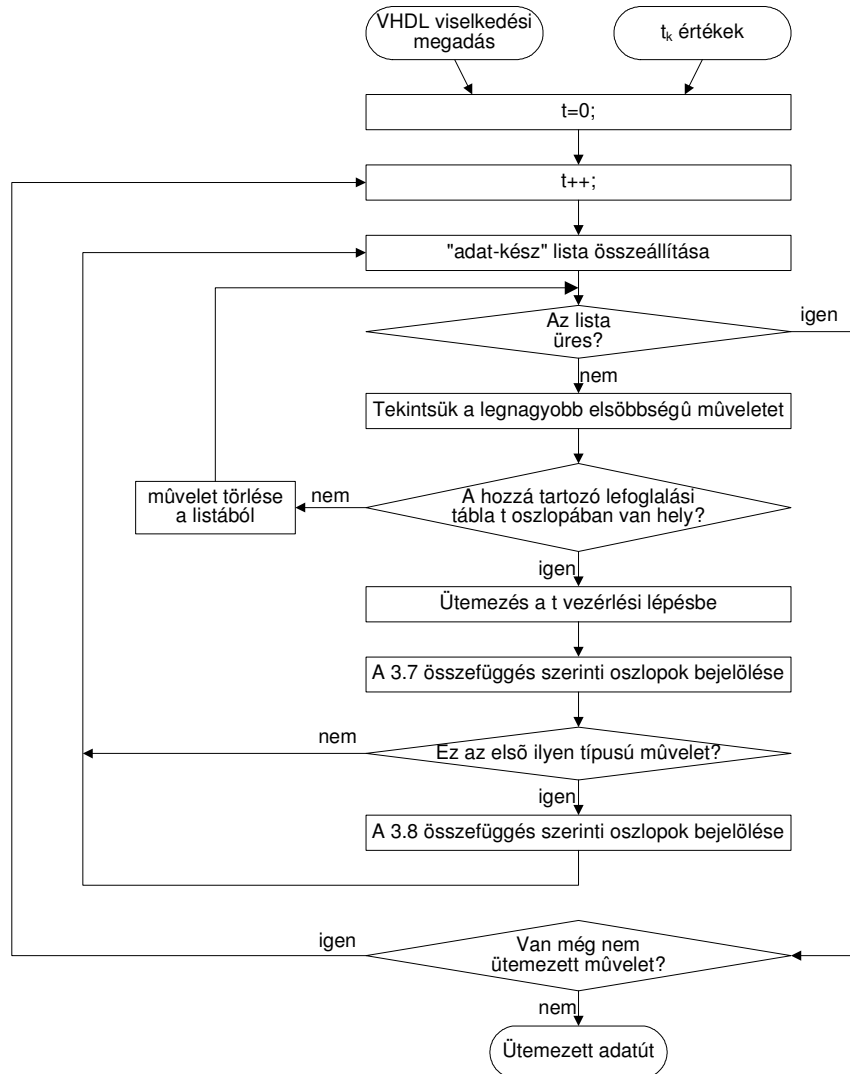 VHDL viselkedési
megadás
tk értékek
t=0;
t++;
"adat-kész" lista összeállítása
Az lista
üres?
igen
nem
Tekintsük a legnagyobb elsöbbségû mûveletet
A hozzá tartozó lefoglalási
tábla t oszlopában van hely?
nem
mûvelet törlése
a listából
igen
Ütemezés a t vezérlési lépésbe
A 3.7 összefüggés szerinti oszlopok bejelölése
nem
Ez az elsõ ilyen típusú mûvelet?
igen
A 3.8 összefüggés szerinti oszlopok bejelölése
igen
Van még nem
ütemezett mûvelet?
nem
Ütemezett adatút